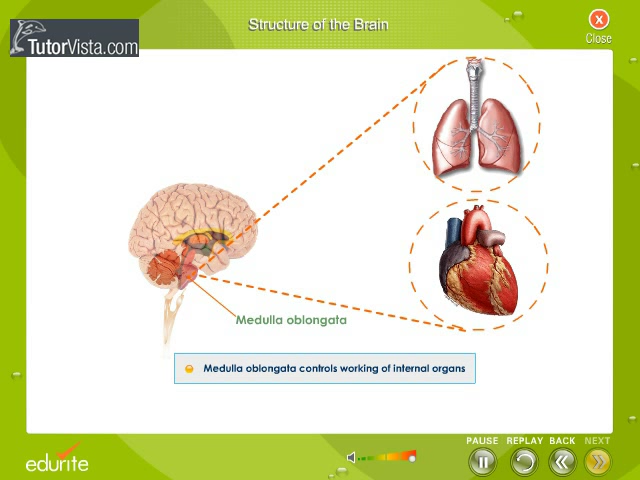 Structure of the Brain
X
Close
TutorVista.com
Medulla oblongata
Medulla oblongata controls working of internal organs
PAUSE REPLAY BACK NEXT
edurite